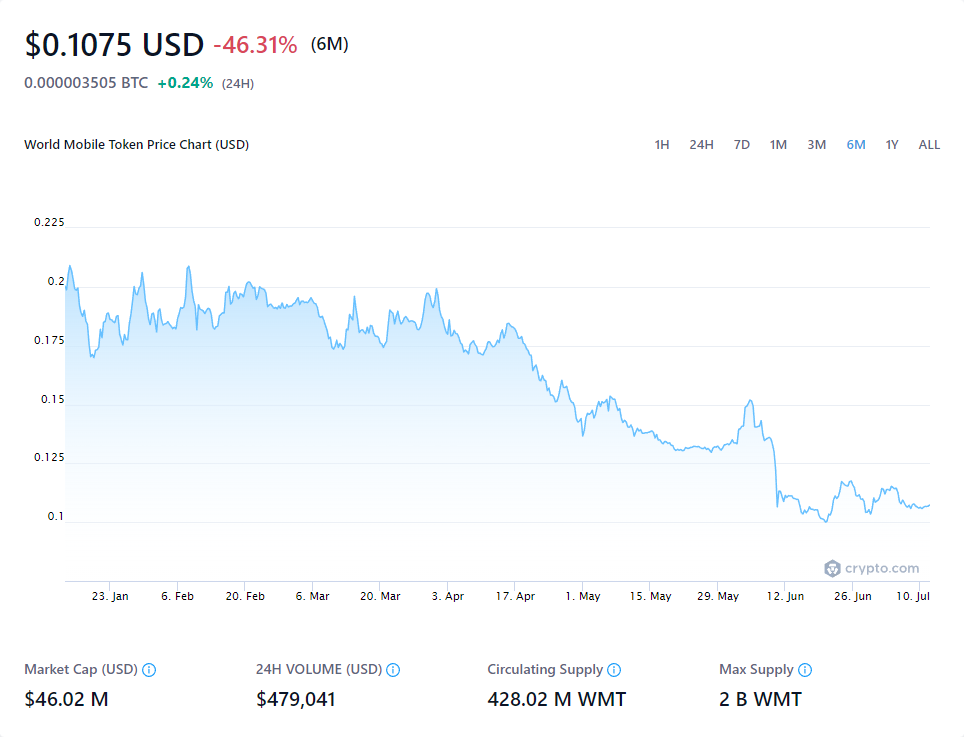 $0.1075 USD -46.31% (6M)
0.000003505 BTC +0.24% (24H)
World Mobile Token Price Chart (USD) 1H 24H 7D 1M 3M 6M 1Y ALL
0.225
0.2
0.175
0.15
0.125
0.1
crypto.com
23. Jan 6. Feb 20. Feb 6. Mar 20. Mar 3. Apr 17. Apr 1. May 15. May 29. May 12. Jun 26. Jun 10. Jul
Market Cap (USD) 24H VOLUME (USD) Circulating Supply Max Supply
$46.02 M $479,041 428.02 M WMT 2 B WMT